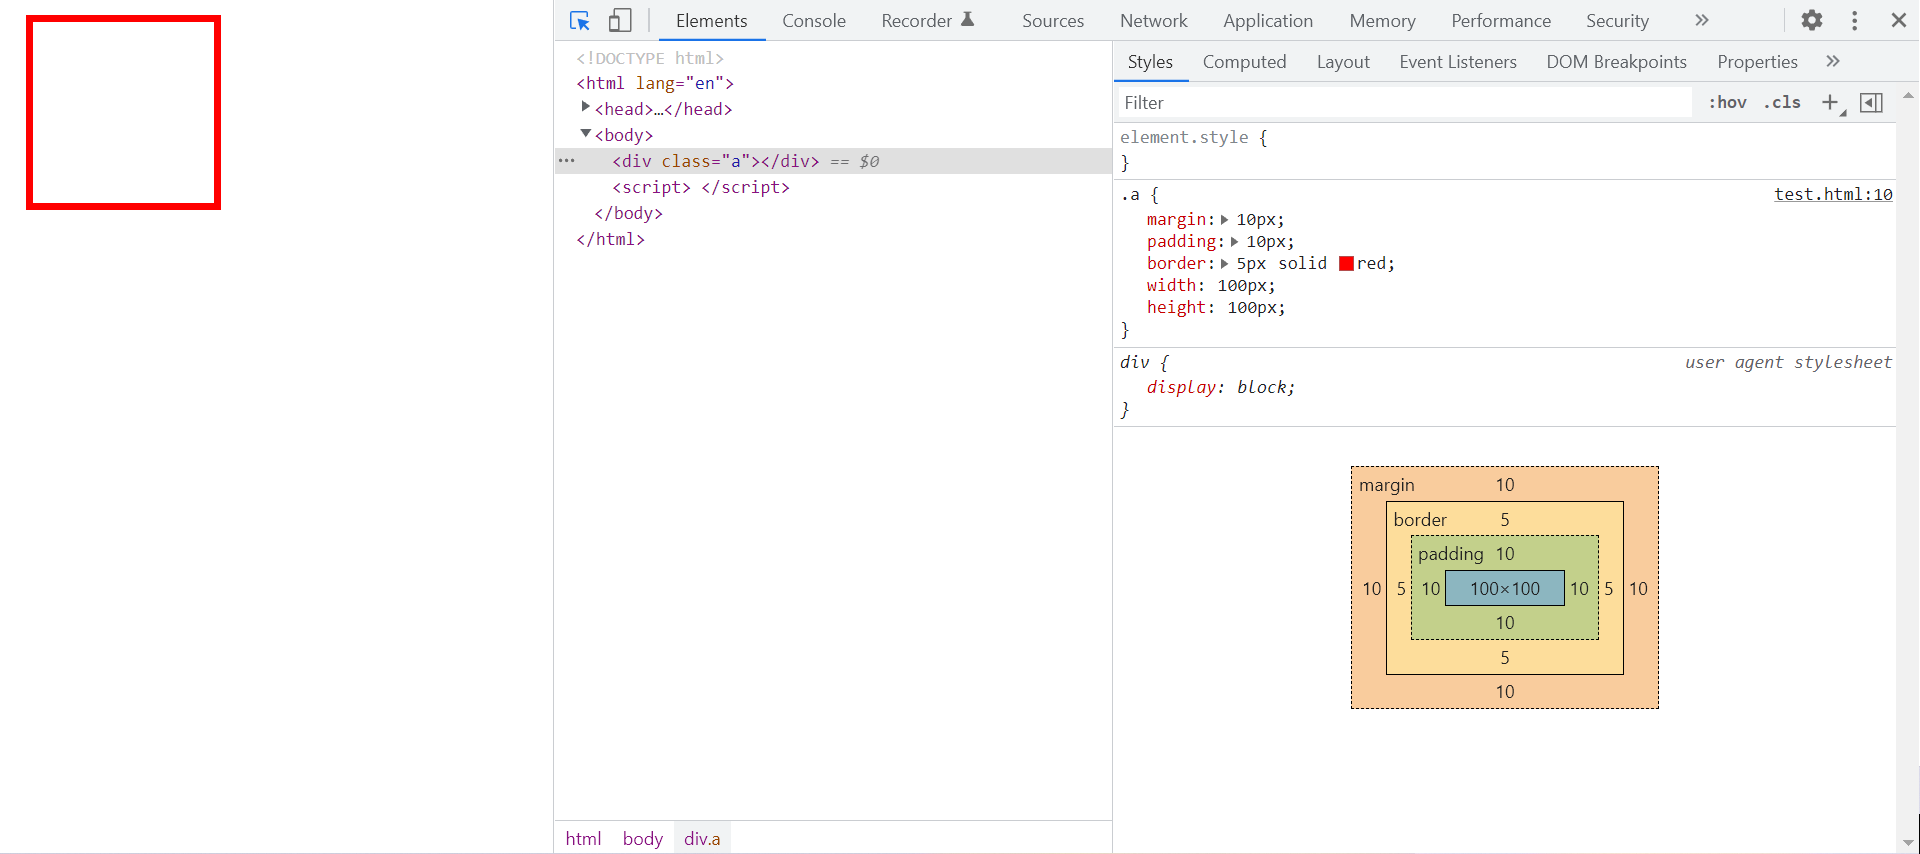 Elements Console Recorder Sources Network Application Memory Performance Security »
<!DOCTYPE html>
<html lang="en">
<head>…</head>
<body>
<div class="a"></div> == $0
<script> </script>
</body>
</html>
html body div.a
Styles Computed Layout Event Listeners DOM Breakpoints Properties »
Filter :hov .cls +
element.style {
}
.a { test.html:10
margin: 10px;
padding: 10px;
border: 5px solid red;
width: 100px;
height: 100px;
}
div { user agent stylesheet
display: block;
}
margin 10
border 5
padding 10
10 5 10 100×100 10 5 10
10
5
10